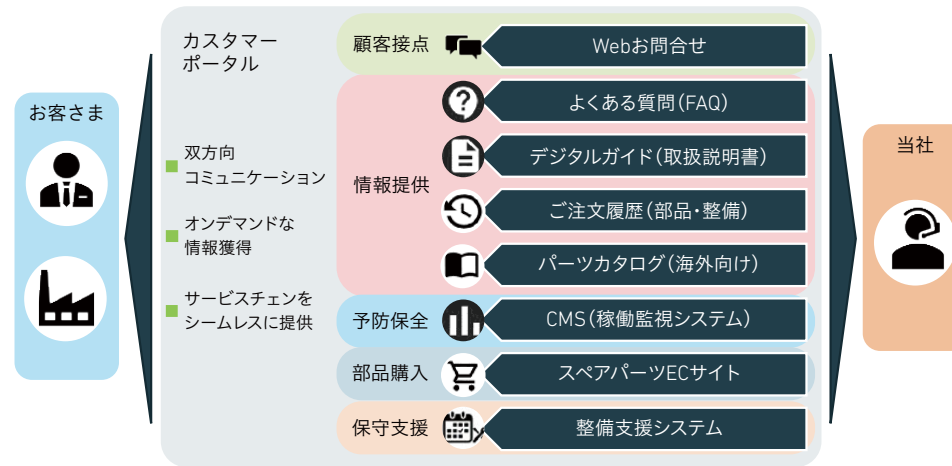 お客さま
カスタマー
ポータル
双方向
コミュニケーション
オンデマンドな
情報獲得
サービスチェンを
シームレスに提供
顧客接点
Webお問合せ
情報提供
よくある質問(FAQ)
デジタルガイド(取扱説明書)
ご注文履歴(部品・整備)
パーツカタログ(海外向け)
予防保全
CMS(稼働監視システム)
部品購入
スペアパーツECサイト
保守支援
整備支援システム
当社